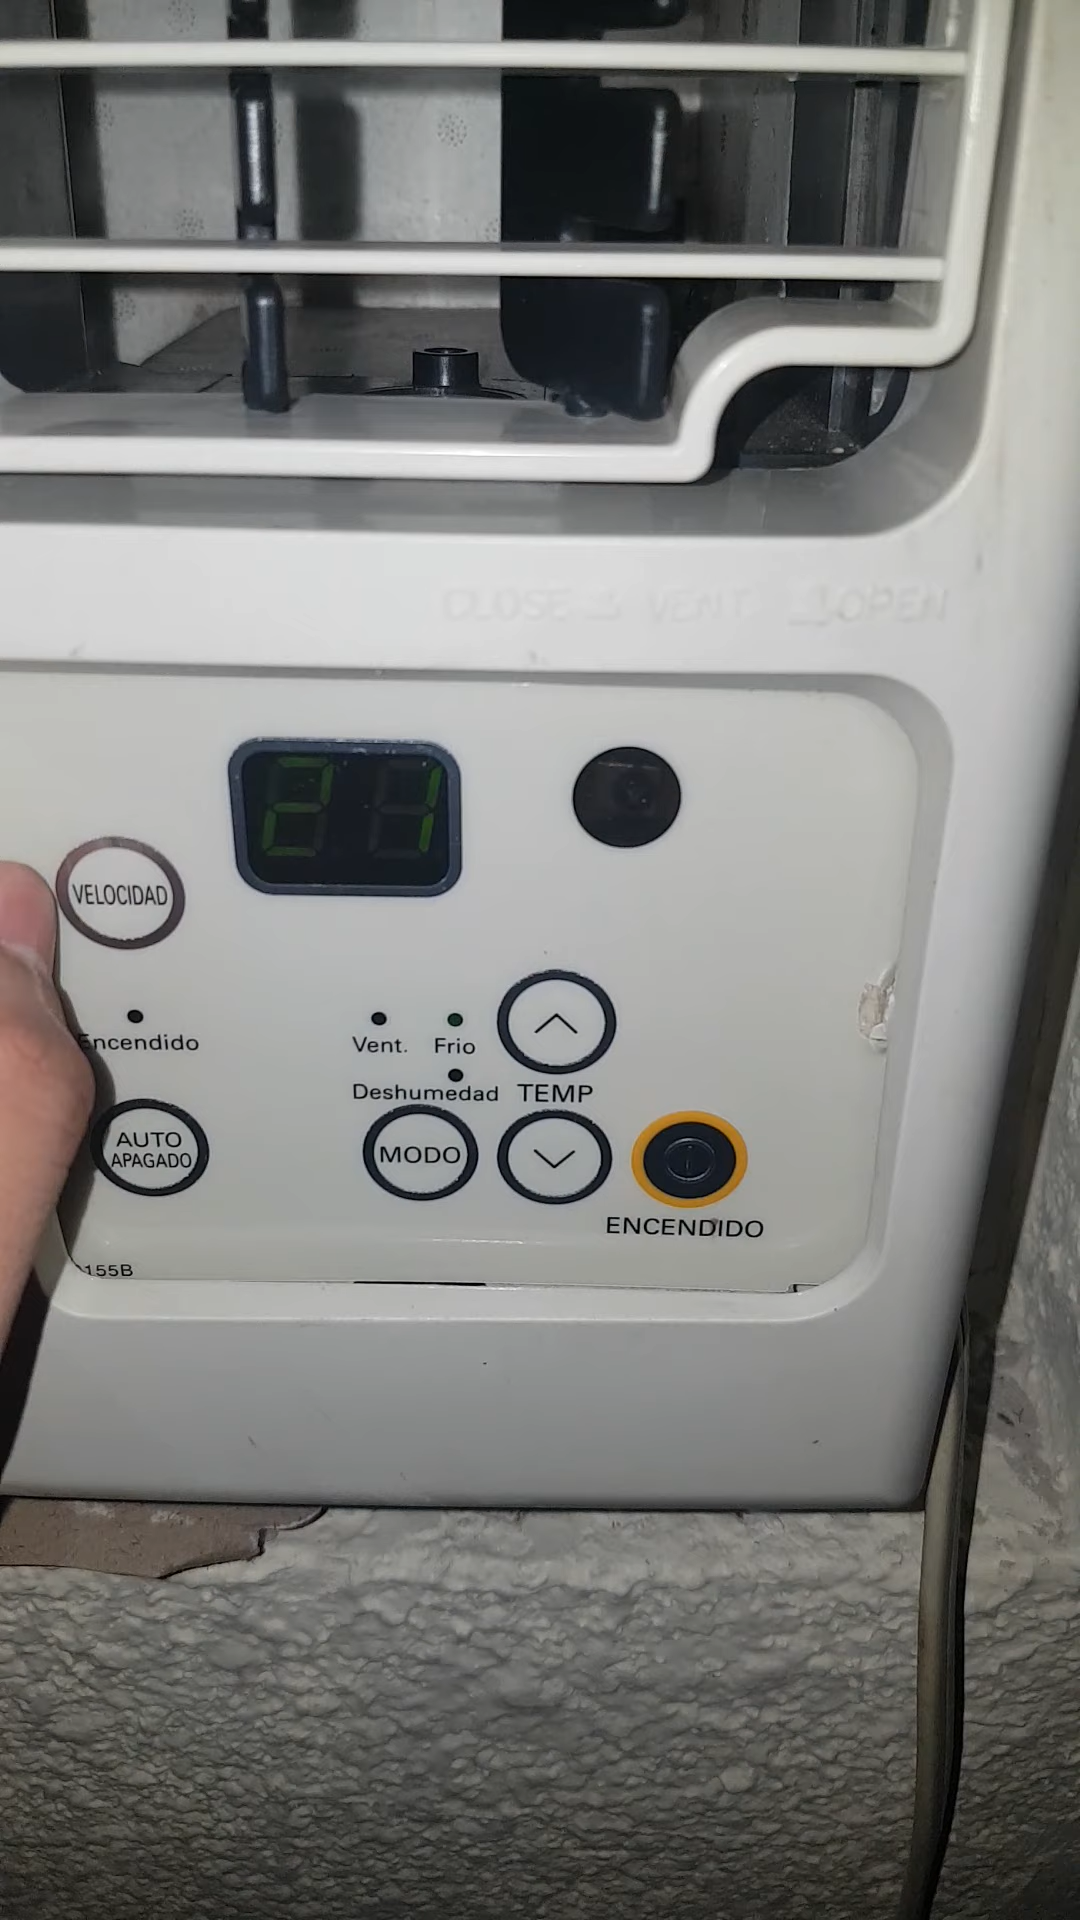 CLOSE VENT OPEN
21
VELOCIDAD
Encendido
Vent. Frio
Deshumedad
TEMP
AUTO
APAGADO
MODO
ENCENDIDO
155B